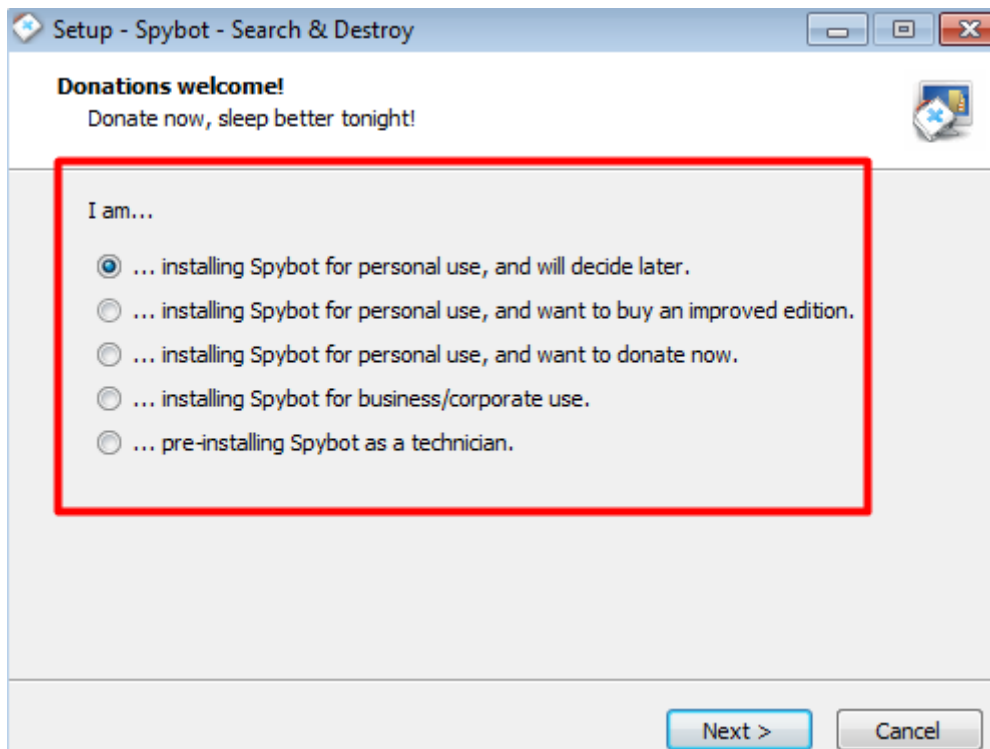 Setup - Spybot - Search & Destroy
Donations welcome!
Donate now, sleep better tonight!
I am...
... installing Spybot for personal use, and will decide later.
... installing Spybot for personal use, and want to buy an improved edition.
... installing Spybot for personal use, and want to donate now.
... installing Spybot for business/corporate use.
... pre-installing Spybot as a technician.
Next >
Cancel